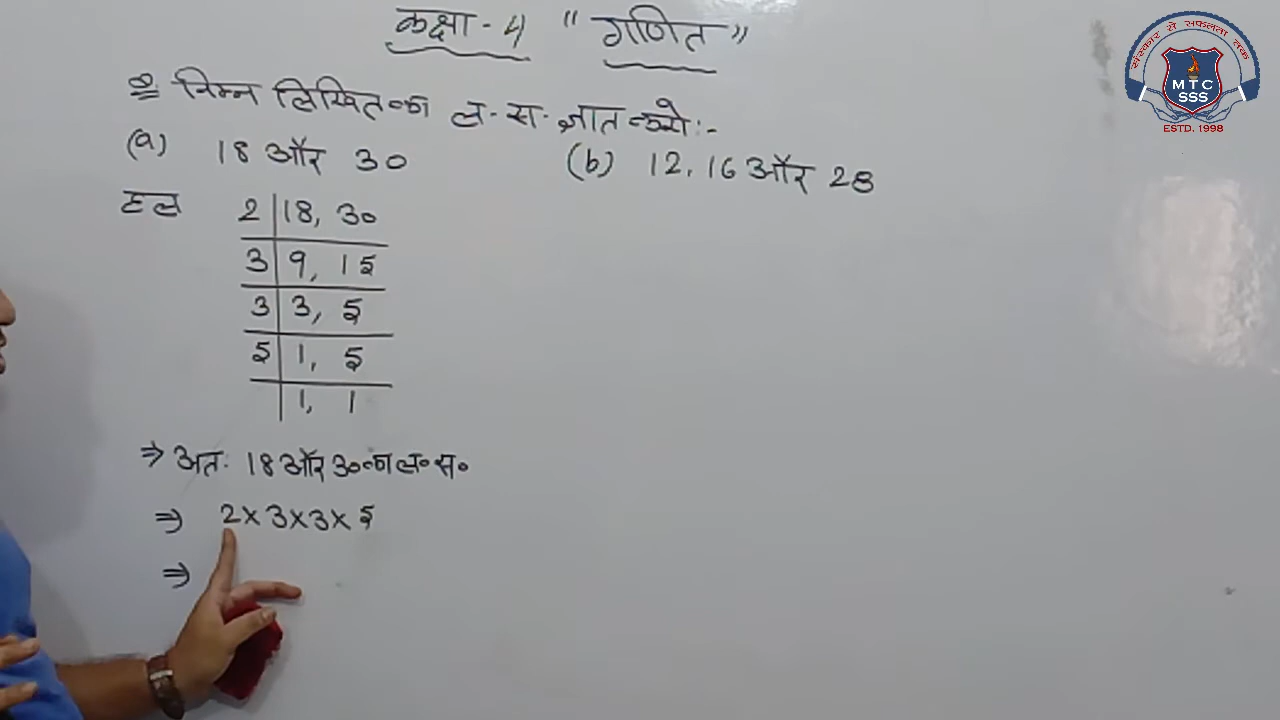 कक्षा - 4 "गणित"
संस्कार से सफलता तक
MTC
SSS
ESTD. 1998
निम्न लिखित का ल.स. ज्ञात करो :-
(a) 18 और 30 (b) 12, 16 और 28
हल
2 | 18, 30
3 | 9, 15
3 | 3, 5
5 | 1, 5
| 1, 1
⇒ अतः 18 और 30 का ल॰ स॰
⇒ 2 × 3 × 3 × 5
⇒